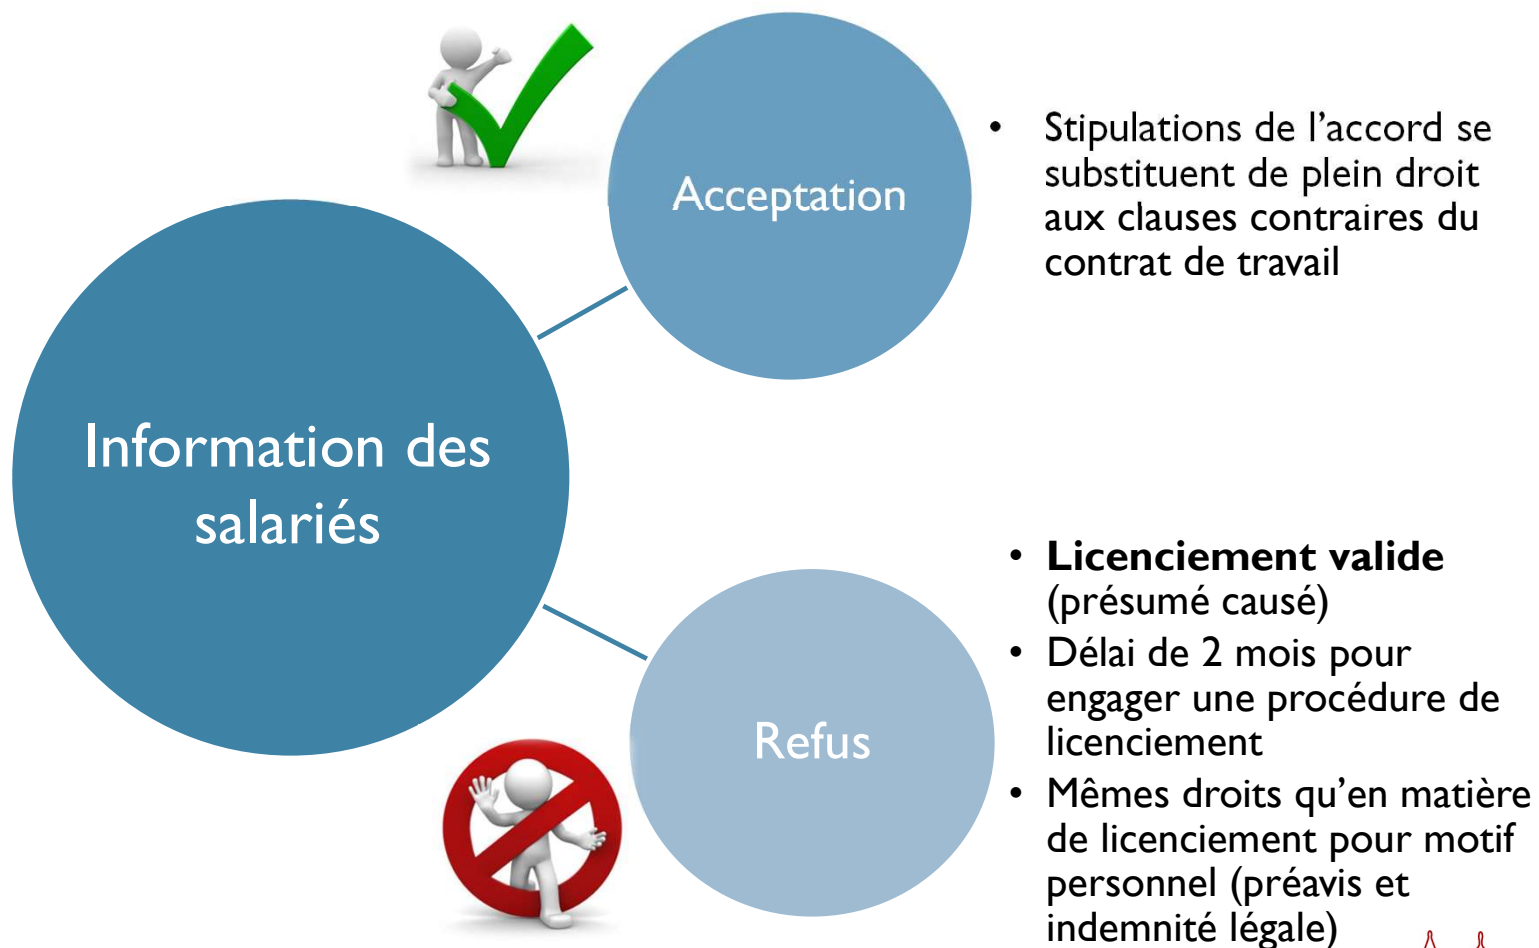 Information des
salariés
Acceptation
• Stipulations de l’accord se
substituent de plein droit
aux clauses contraires du
contrat de travail
Refus
• Licenciement valide
(présumé causé)
• Délai de 2 mois pour
engager une procédure de
licenciement
• Mêmes droits qu’en matière
de licenciement pour motif
personnel (préavis et
indemnité légale)